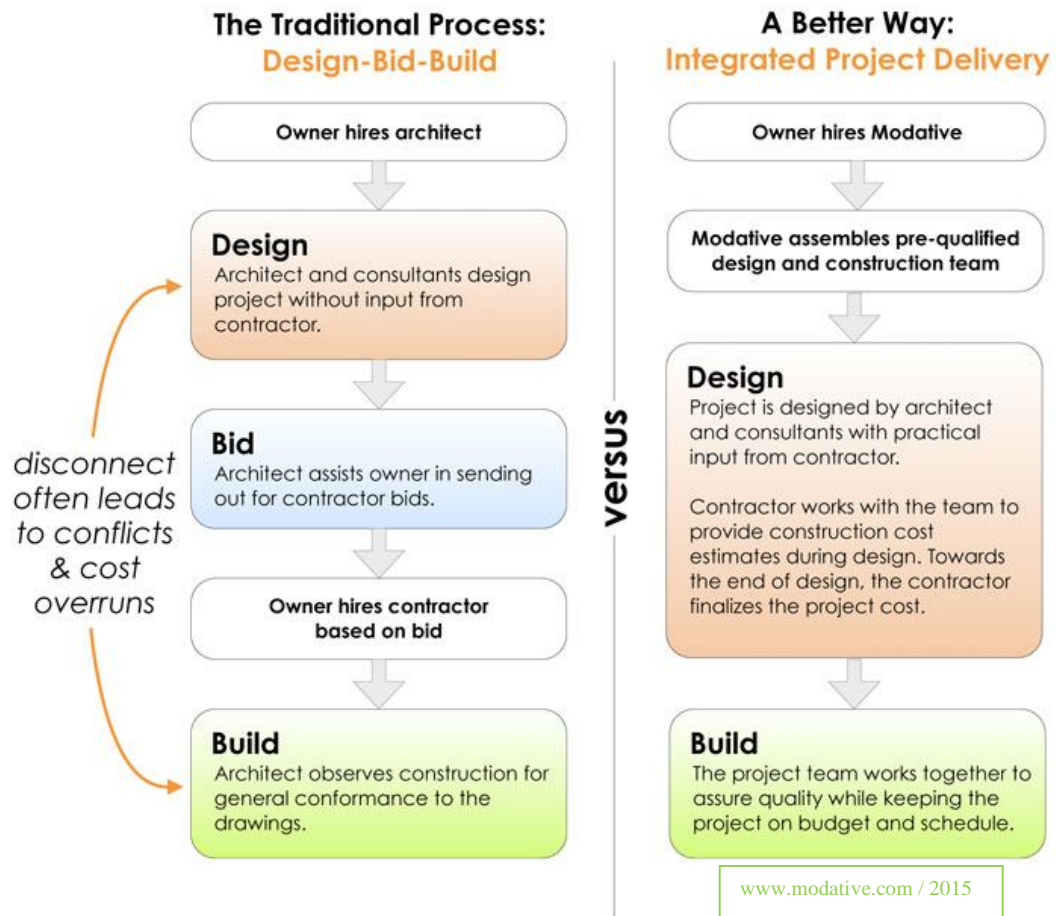 The Traditional Process:
Design-Bid-Build
Owner hires architect
Design
Architect and consultants design
project without input from
contractor.
Bid
Architect assists owner in sending
out for contractor bids.
Owner hires contractor
based on bid
Build
Architect observes construction for
general conformance to the
drawings.
disconnect
often leads
to conflicts
& cost
overruns
versus
A Better Way:
Integrated Project Delivery
Owner hires Modative
Modative assembles pre-qualified
design and construction team
Design
Project is designed by architect
and consultants with practical
input from contractor.
Contractor works with the team to
provide construction cost
estimates during design. Towards
the end of design, the contractor
finalizes the project cost.
Build
The project team works together to
assure quality while keeping the
project on budget and schedule.
www.modative.com / 2015